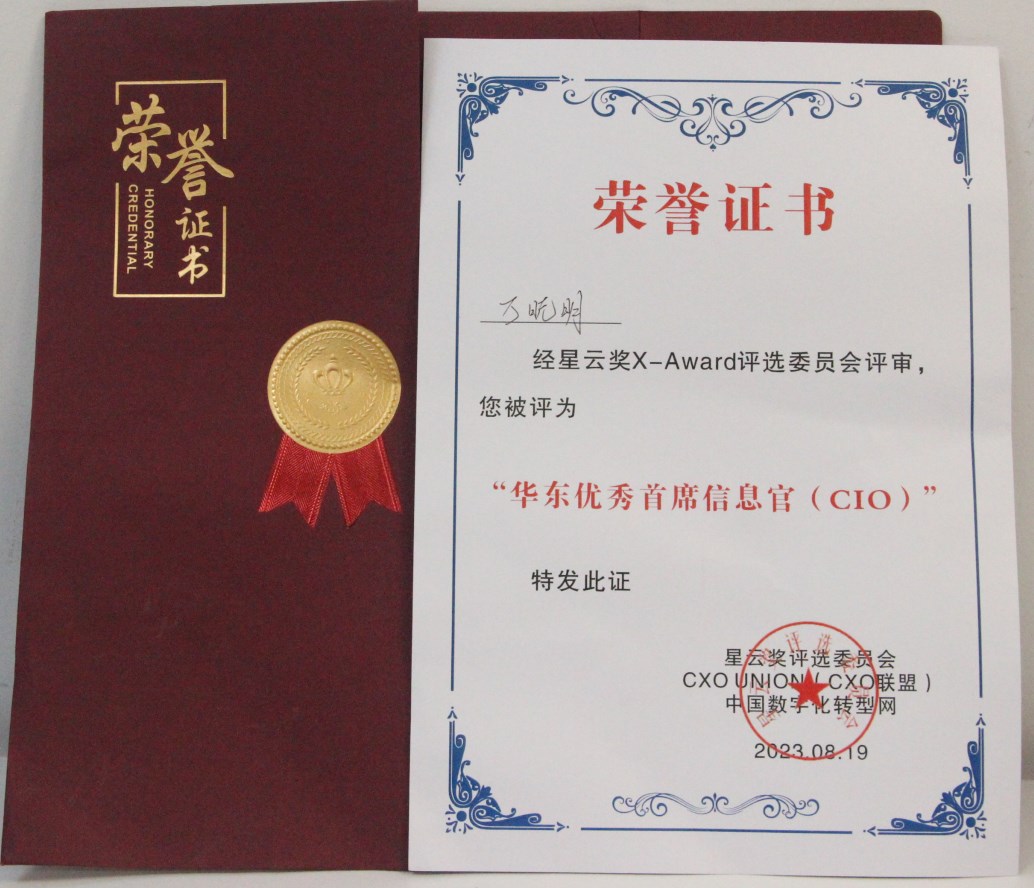 荣誉证书
HONORARY
CREDENTIAL
荣誉证书
经星云奖X-Award评选委员会评审，
您被评为
“华东优秀首席信息官（CIO）”
特发此证
星云奖评选委员会
CXO UNION（CXO联盟）
中国数字化转型网
2023.08.19